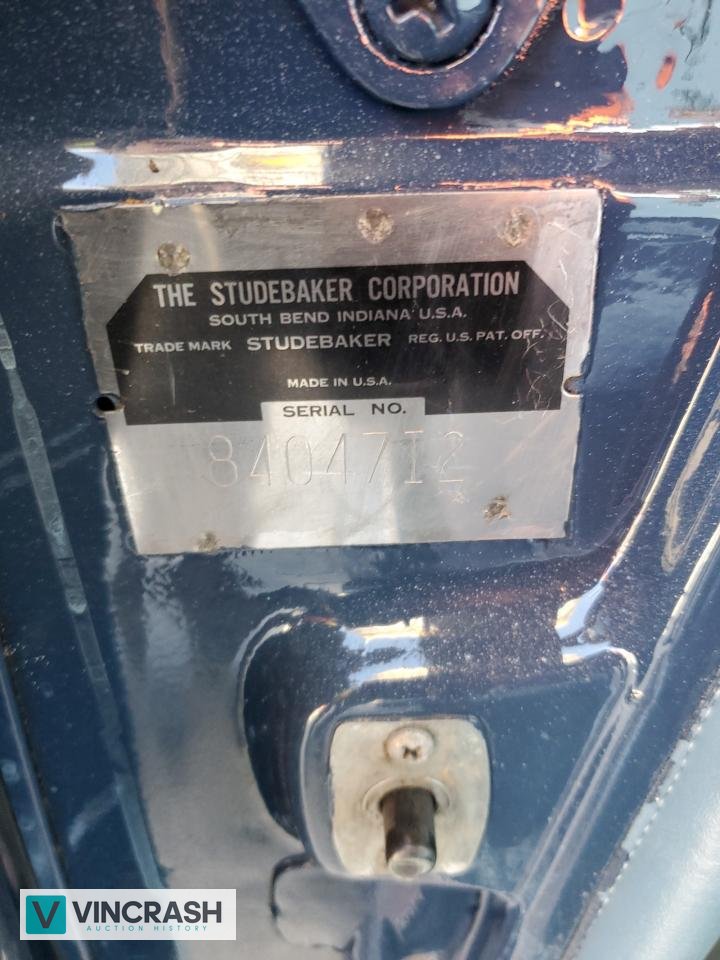 THE STUDEBAKER CORPORATION
SOUTH BEND INDIANA U.S.A.
TRADE MARK STUDEBAKER REG. U.S. PAT. OFF.
MADE IN U.S.A.
SERIAL NO.
8404712
V VINCRASH
AUCTION HISTORY